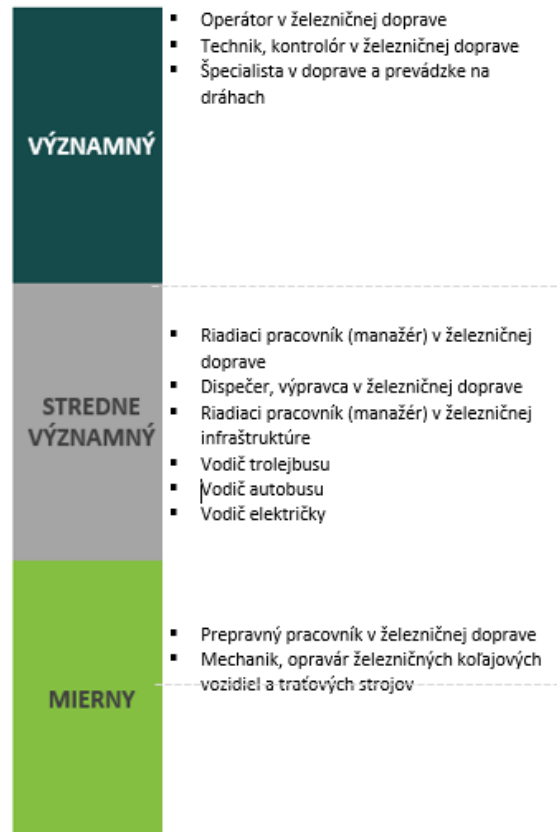 VÝZNAMNÝ
▪ Operátor v železničnej doprave
▪ Technik, kontrolór v železničnej doprave
▪ Špecialista v doprave a prevádzke na
dráhach
STREDNE
VÝZNAMNÝ
▪ Riadiaci pracovník (manažér) v železničnej
doprave
▪ Dispečer, výpravca v železničnej doprave
▪ Riadiaci pracovník (manažér) v železničnej
infraštruktúre
▪ Vodič trolejbusu
▪ Vodič autobusu
▪ Vodič električky
MIERNY
▪ Prepravný pracovník v železničnej doprave
▪ Mechanik, opravár železničných koľajových
vozidiel a traťových strojov